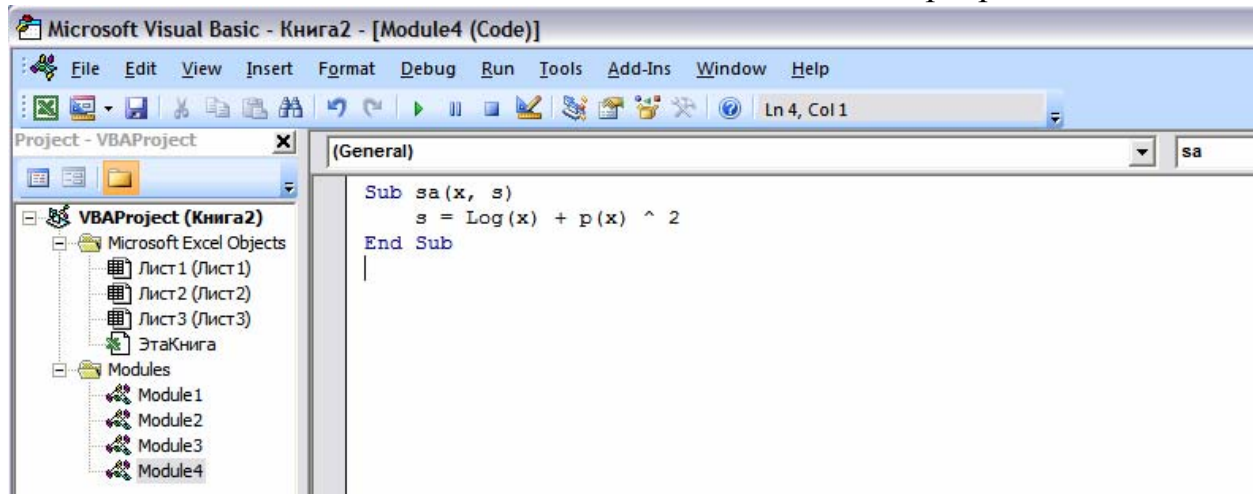 Microsoft Visual Basic - Книга2 - [Module4 (Code)]
File Edit View Insert Format Debug Run Tools Add-Ins Window Help
Ln 4, Col 1
Project - VBAProject
(General)
sa
VBAProject (Книга2)
Microsoft Excel Objects
Лист1 (Лист1)
Лист2 (Лист2)
Лист3 (Лист3)
ЭтаКнига
Modules
Module1
Module2
Module3
Module4
Sub sa(x, s)
s = Log(x) + p(x) ^ 2
End Sub